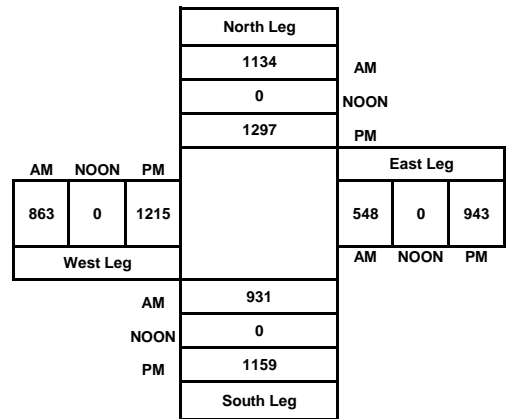 North Leg
1134 AM
0 NOON
1297 PM
AM NOON PM East Leg
863 0 1215 548 0 943
West Leg AM NOON PM
AM 931
NOON 0
PM 1159
South Leg